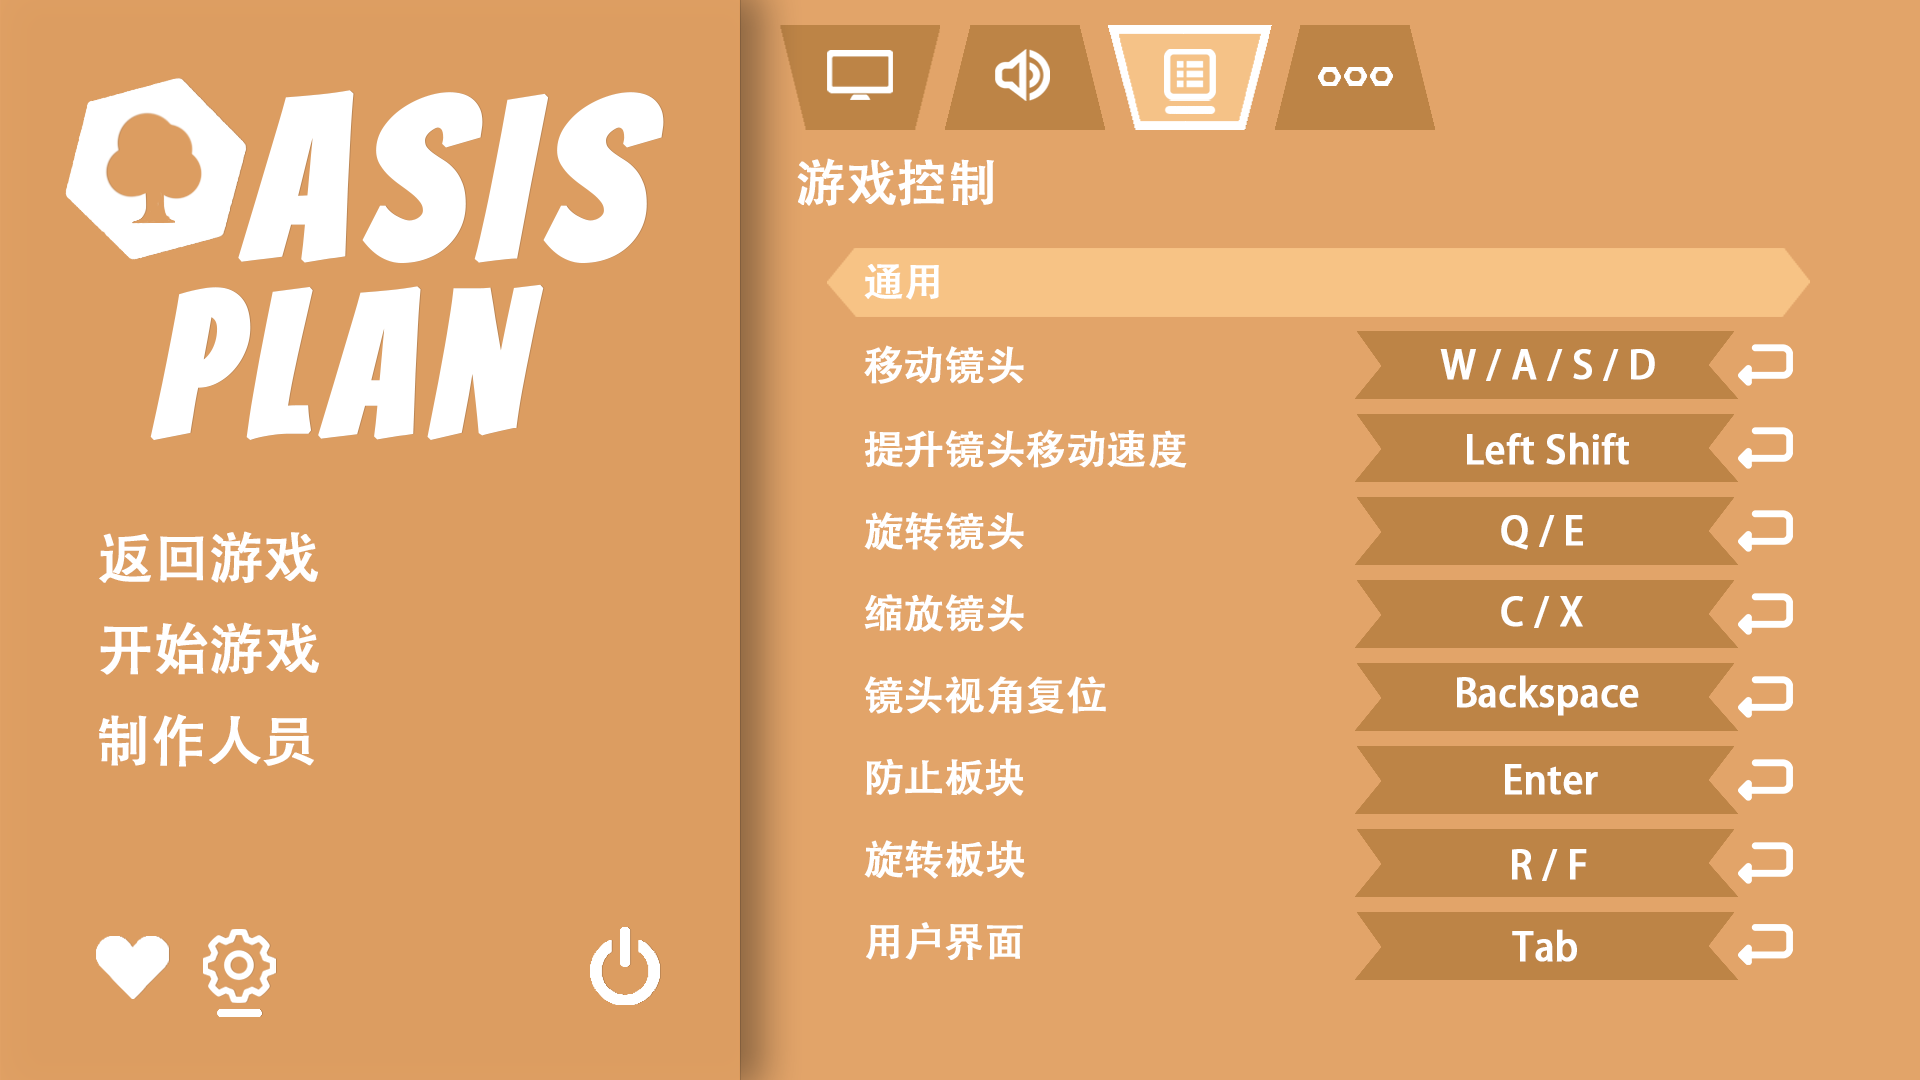 OASIS
PLAN
返回游戏
开始游戏
制作人员
游戏控制
通用
移动镜头 W / A / S / D
提升镜头移动速度 Left Shift
旋转镜头 Q / E
缩放镜头 C / X
镜头视角复位 Backspace
防止板块 Enter
旋转板块 R / F
用户界面 Tab